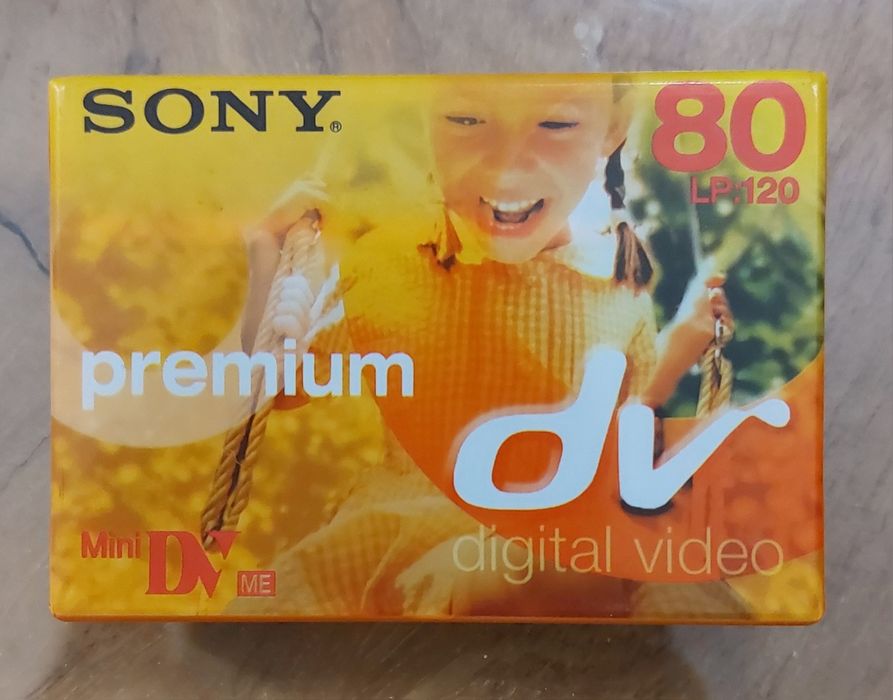 SONY®
80
LP:120
premium
dv
digital video
Mini DV ME